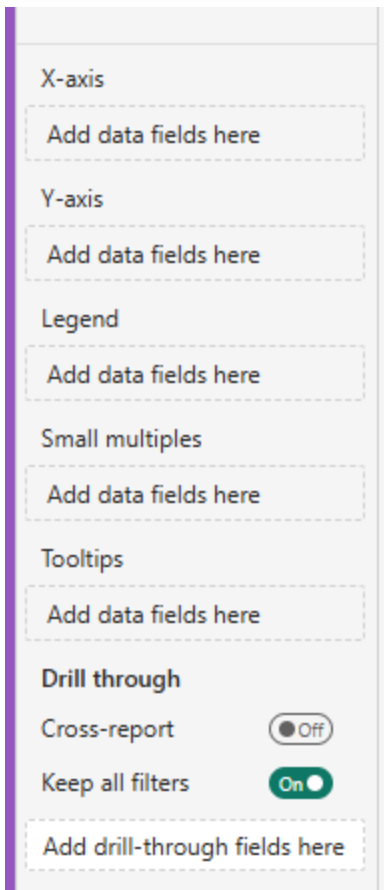 X-axis
Add data fields here
Y-axis
Add data fields here
Legend
Add data fields here
Small multiples
Add data fields here
Tooltips
Add data fields here
Drill through
Cross-report Off
Keep all filters On
Add drill-through fields here